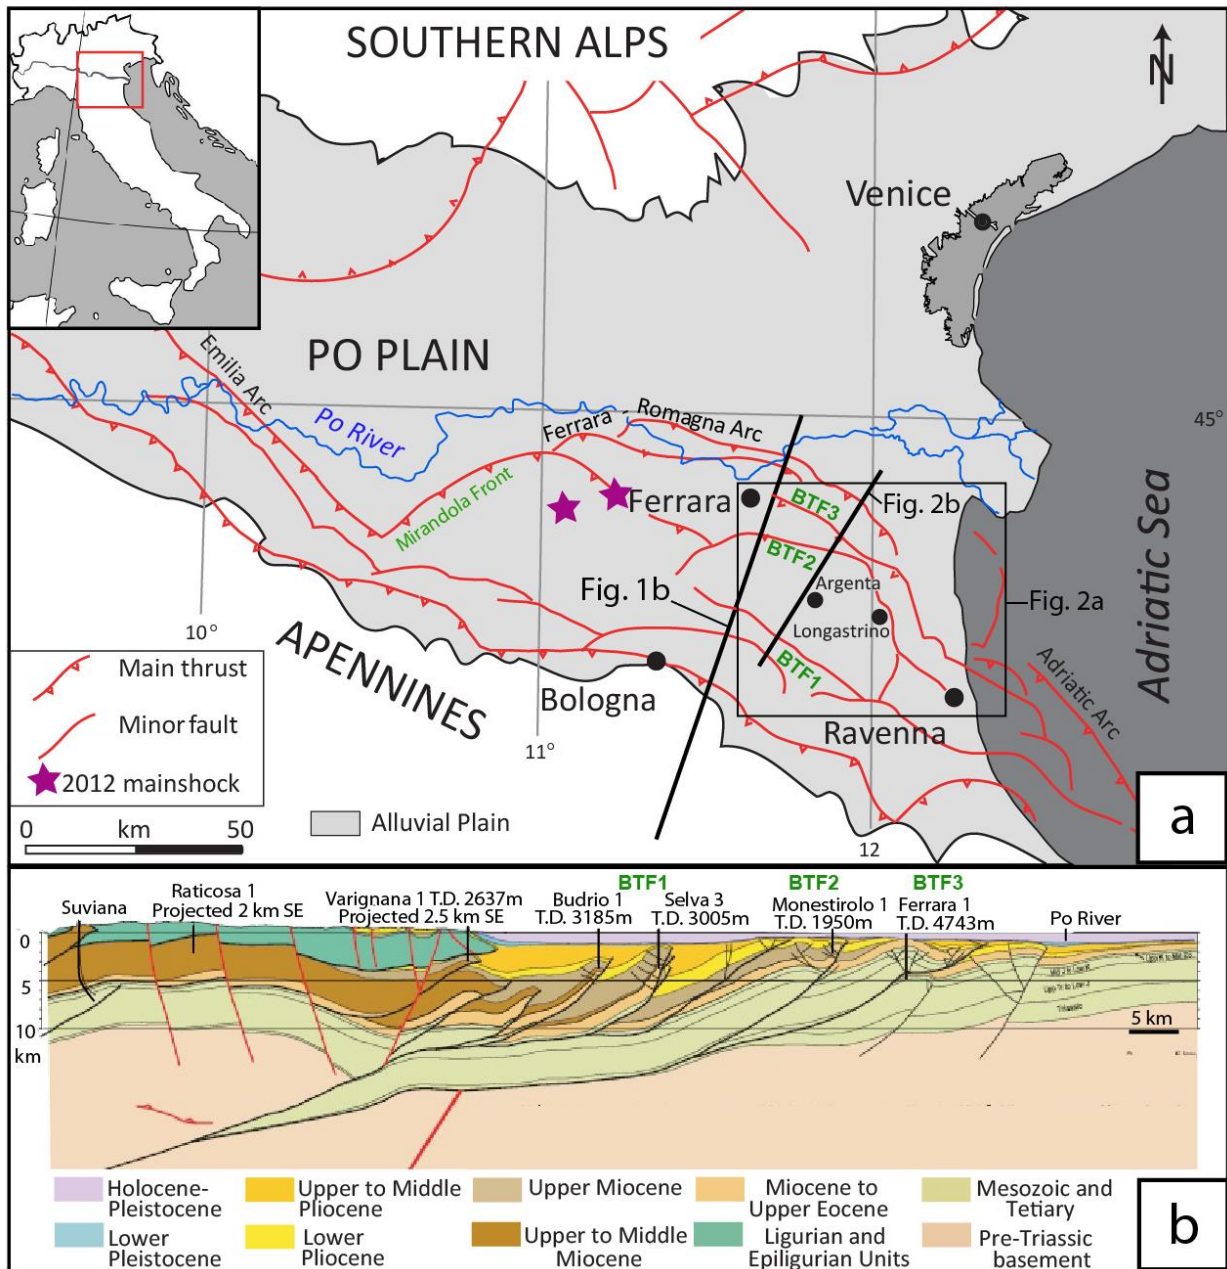 SOUTHERN ALPS
N
Venice
PO PLAIN
Emilia Arc
Po River
Ferrara
Romagna Arc
45°
Mirandola Front
Ferrara
BTF3
Fig. 2b
BTF2
Argenta
Fig. 1b
Fig. 2a
Longastrino
10°
APENNINES
BTF1
Adriatic Sea
Adriatic Arc
Bologna
Ravenna
11°
12
Main thrust
Minor fault
2012 mainshock
0 km 50
Alluvial Plain
a
BTF1 BTF2 BTF3
Suviana
Raticosa 1
Projected 2 km SE
Varignana 1 T.D. 2637m
Projected 2.5 km SE
Budrio 1
T.D. 3185m
Selva 3
T.D. 3005m
Monestirolo 1
T.D. 1950m
Ferrara 1
T.D. 4743m
Po River
0
5
10
km
Triassic
5 km
Holocene-
Pleistocene
Upper to Middle
Pliocene
Upper Miocene
Miocene to
Upper Eocene
Mesozoic and
Tetiary
Lower
Pleistocene
Lower
Pliocene
Upper to Middle
Miocene
Ligurian and
Epiligurian Units
Pre-Triassic
basement
b